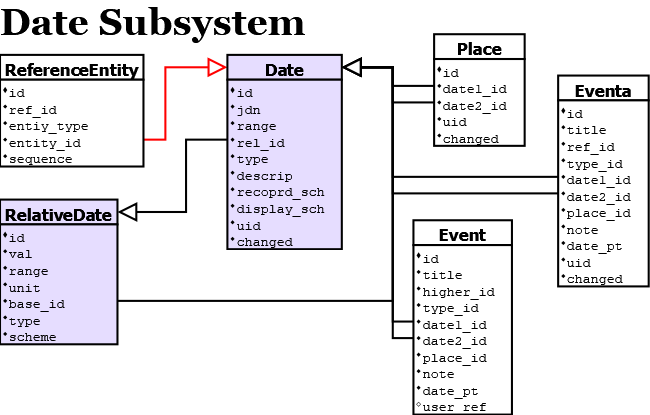 Date Subsystem
ReferenceEntity
id
ref_id
entiy_type
entity_id
sequence
Date
id
jdn
range
rel_id
type
descrip
recoprd_sch
display_sch
uid
changed
Place
id
date1_id
date2_id
uid
changed
Eventa
id
title
ref_id
type_id
date1_id
date2_id
place_id
note
date_pt
uid
changed
RelativeDate
id
val
range
unit
base_id
type
scheme
Event
id
title
higher_id
type_id
date1_id
date2_id
place_id
note
date_pt
user_ref